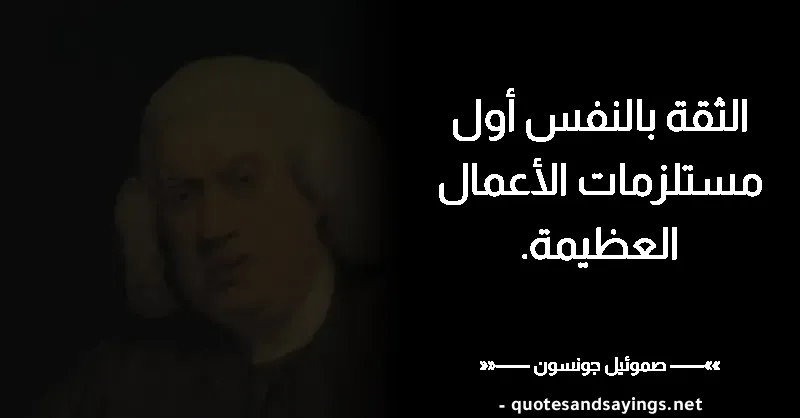 الثقة بالنفس أول
مستلزمات الأعمال
العظيمة.
»»—— صموئيل جونسون ——««
- quotesandsayings.net